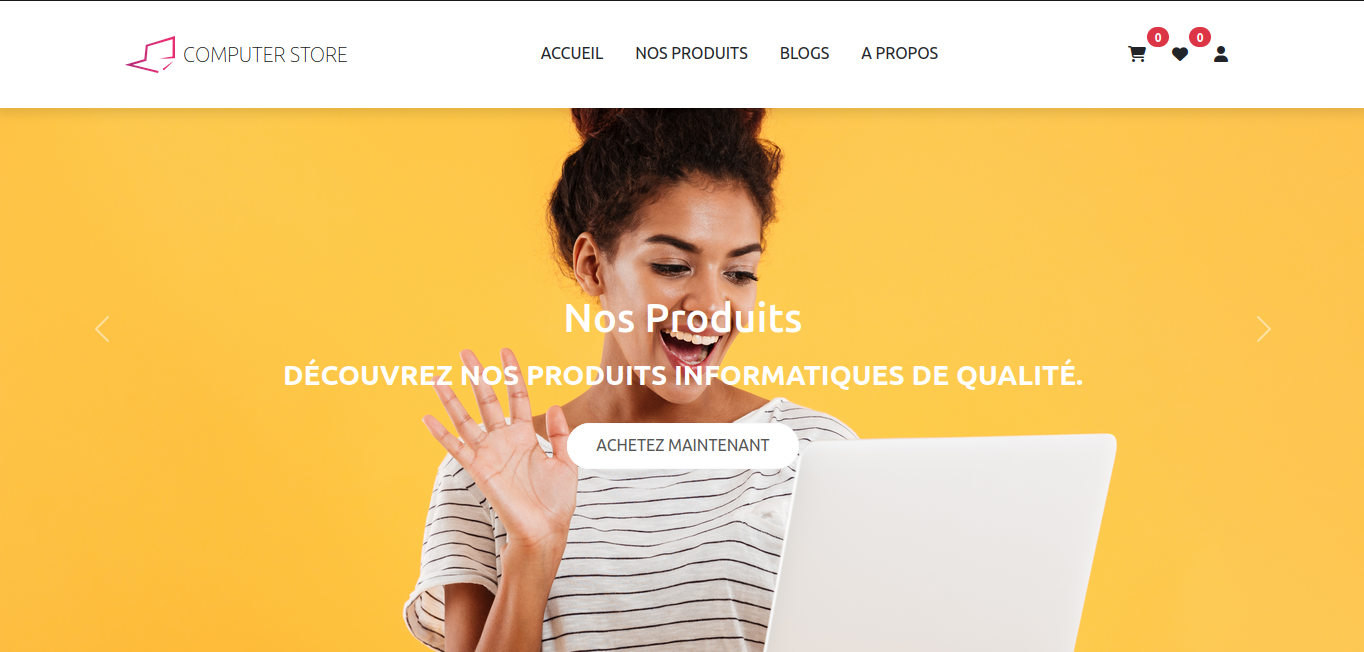 COMPUTER STORE
ACCUEIL NOS PRODUITS BLOGS A PROPOS
0 0
Nos Produits
DÉCOUVREZ NOS PRODUITS INFORMATIQUES DE QUALITÉ.
ACHETEZ MAINTENANT